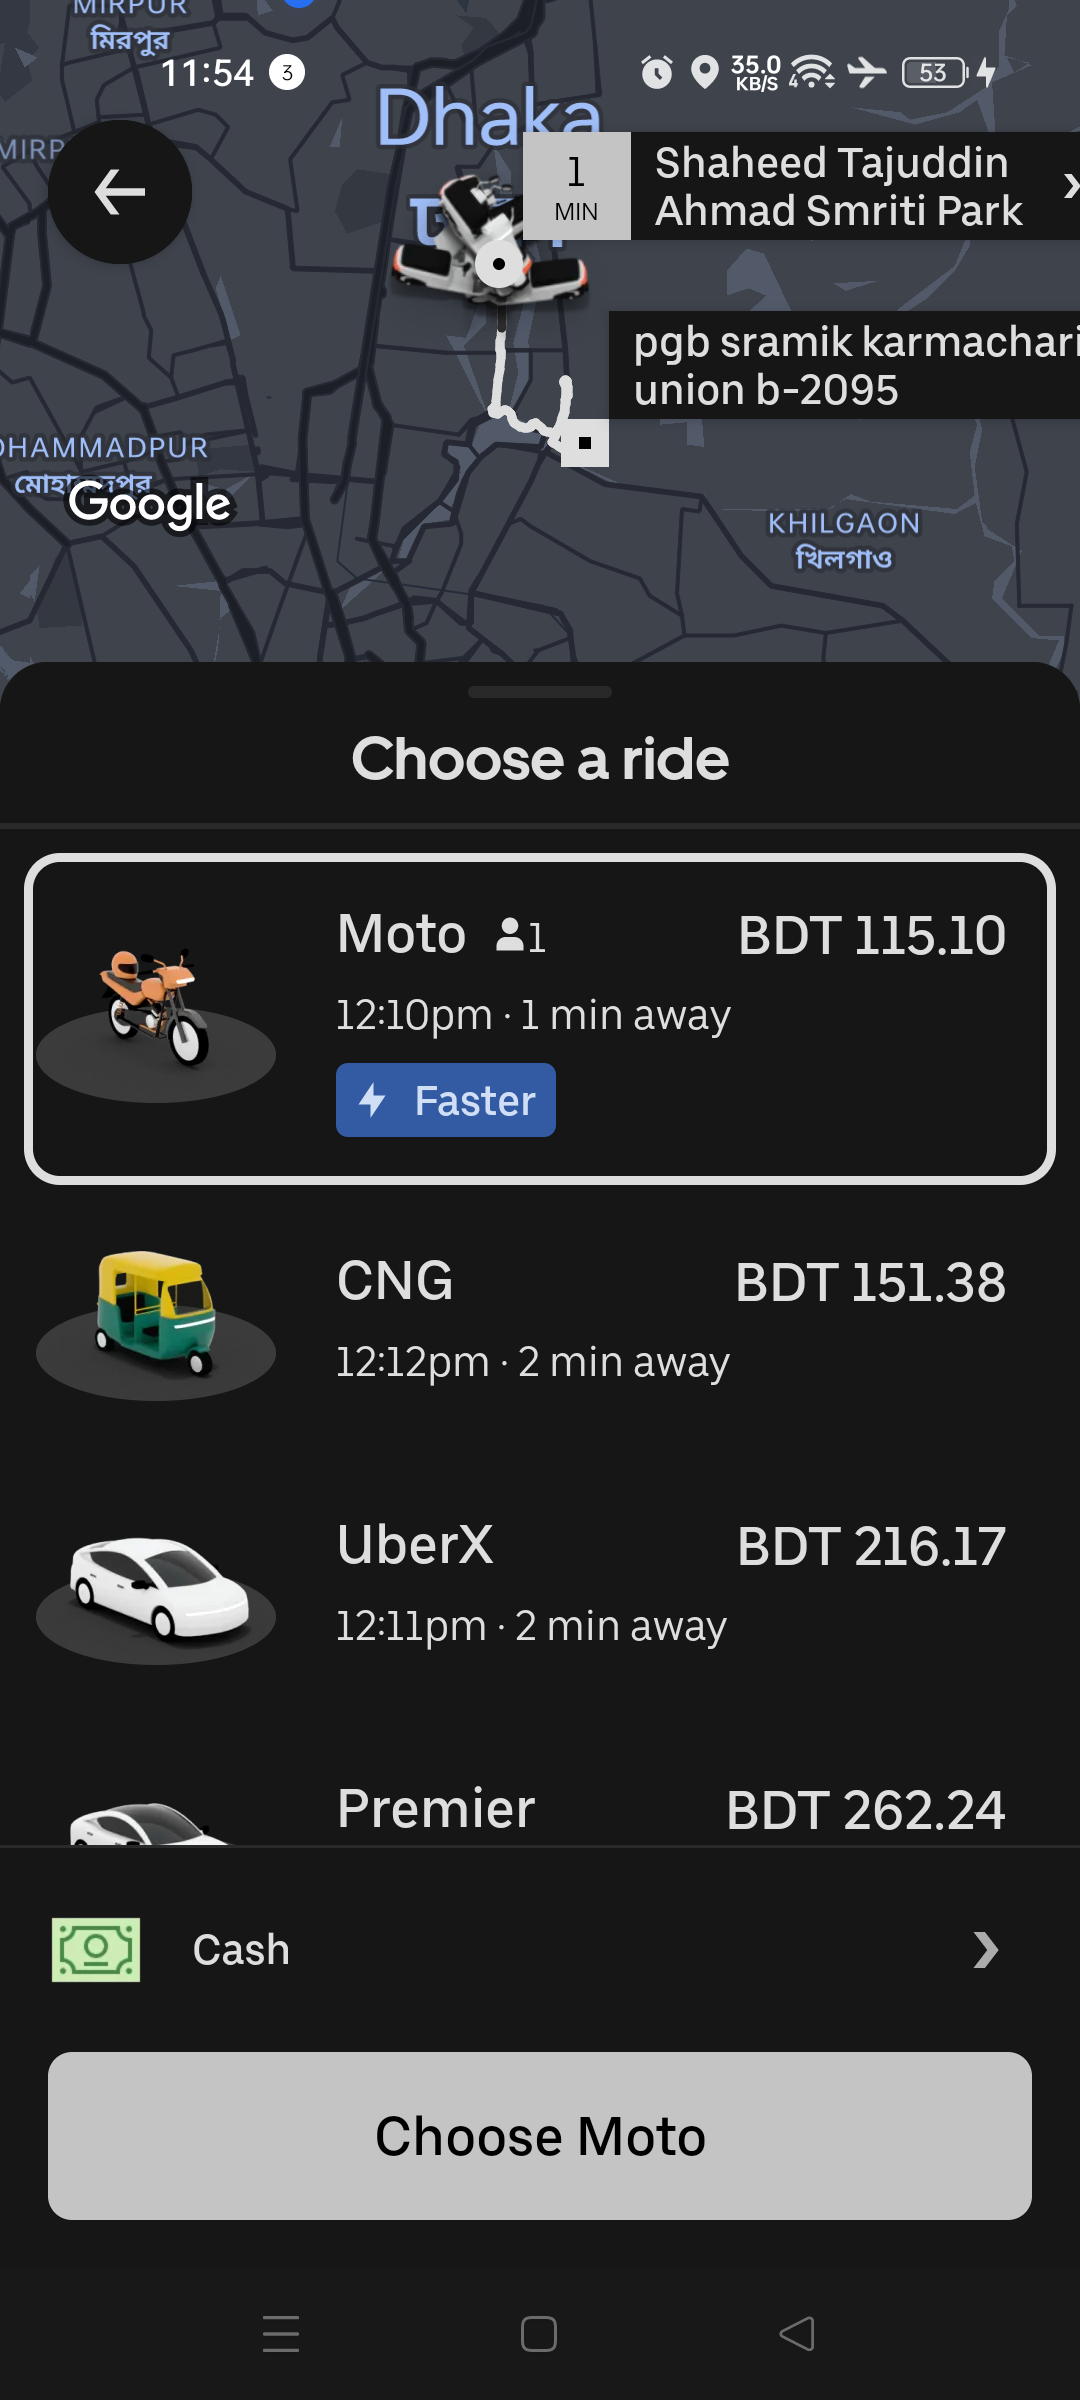 MIRPUR
মিরপুর
11:54 3
35.0
KB/S
4
53
Dhaka
MIRP
1
MIN
Shaheed Tajuddin
Ahmad Smriti Park
pgb sramik karmachari
union b-2095
OHAMMADPUR
Google
KHILGAON
খিলগাও
Choose a ride
Moto 1
BDT 115.10
12:10pm · 1 min away
Faster
CNG
BDT 151.38
12:12pm · 2 min away
UberX
BDT 216.17
12:11pm · 2 min away
Premier
BDT 262.24
Cash
Choose Moto